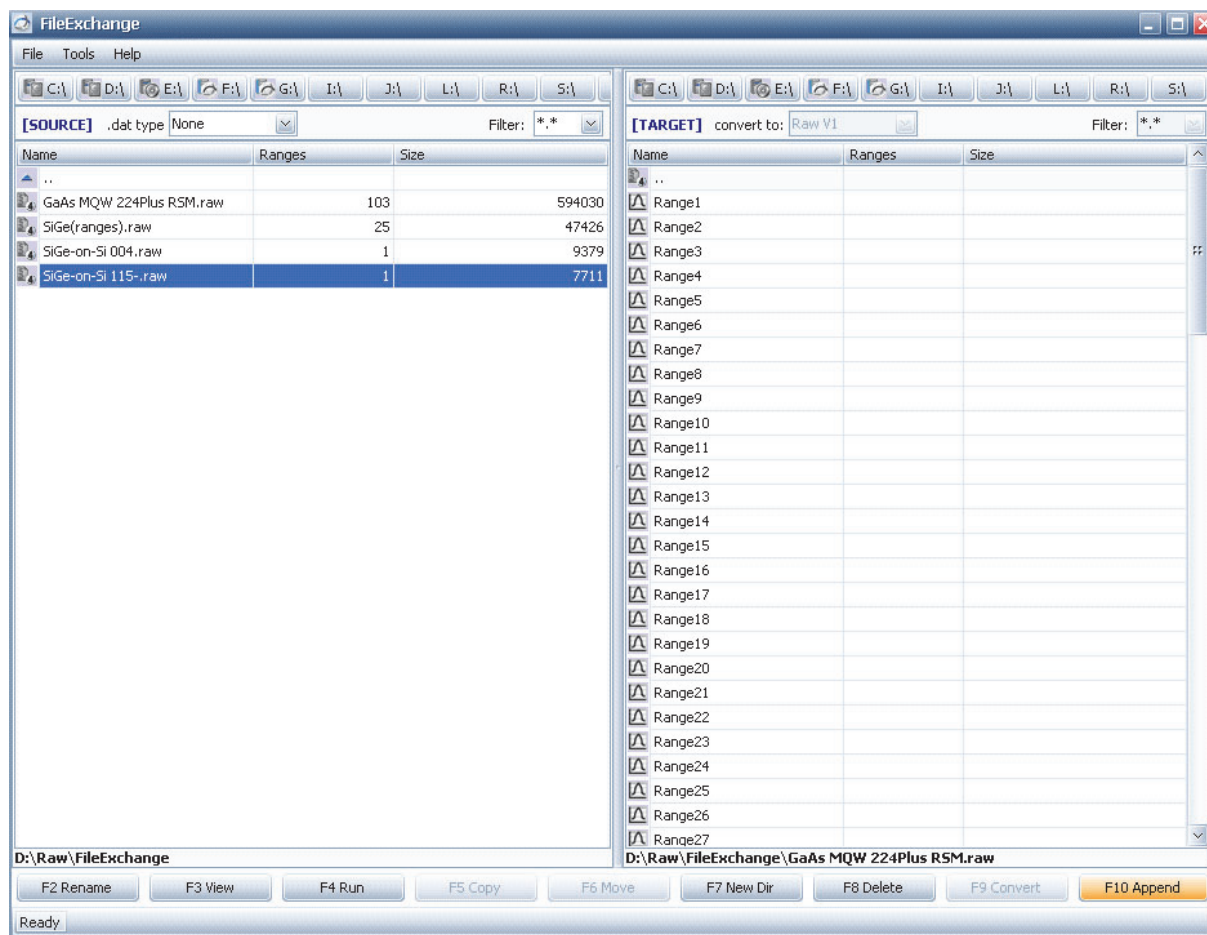 FileExchange
File Tools Help
C:\ D:\ E:\ F:\ G:\ I:\ J:\ L:\ R:\ S:\
[SOURCE] .dat type None Filter: *.*
Name Ranges Size
..
GaAs MQW 224Plus RSM.raw 103 594030
SiGe(ranges).raw 25 47426
SiGe-on-Si 004.raw 1 9379
SiGe-on-Si 115-.raw 1 7711
D:\Raw\FileExchange
C:\ D:\ E:\ F:\ G:\ I:\ J:\ L:\ R:\ S:\
[TARGET] convert to: Raw V1 Filter: *.*
Name Ranges Size
..
Range1
Range2
Range3
Range4
Range5
Range6
Range7
Range8
Range9
Range10
Range11
Range12
Range13
Range14
Range15
Range16
Range17
Range18
Range19
Range20
Range21
Range22
Range23
Range24
Range25
Range26
Range27
D:\Raw\FileExchange\GaAs MQW 224Plus RSM.raw
F2 Rename F3 View F4 Run F5 Copy F6 Move F7 New Dir F8 Delete F9 Convert F10 Append
Ready